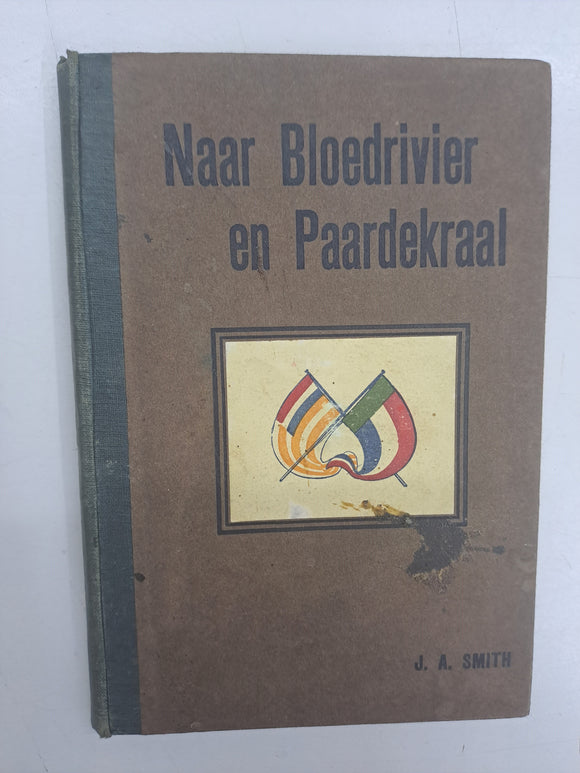 Naar Bloedrivier
en Paardekraal
J. A. SMITH